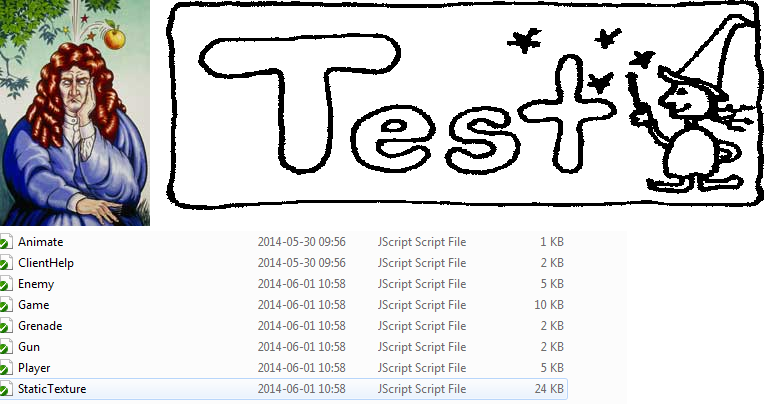 Test
Animate 2014-05-30 09:56 JScript Script File 1 KB
ClientHelp 2014-05-30 09:56 JScript Script File 2 KB
Enemy 2014-06-01 10:58 JScript Script File 5 KB
Game 2014-06-01 10:58 JScript Script File 10 KB
Grenade 2014-06-01 10:58 JScript Script File 2 KB
Gun 2014-06-01 10:58 JScript Script File 2 KB
Player 2014-06-01 10:58 JScript Script File 5 KB
StaticTexture 2014-06-01 10:58 JScript Script File 24 KB